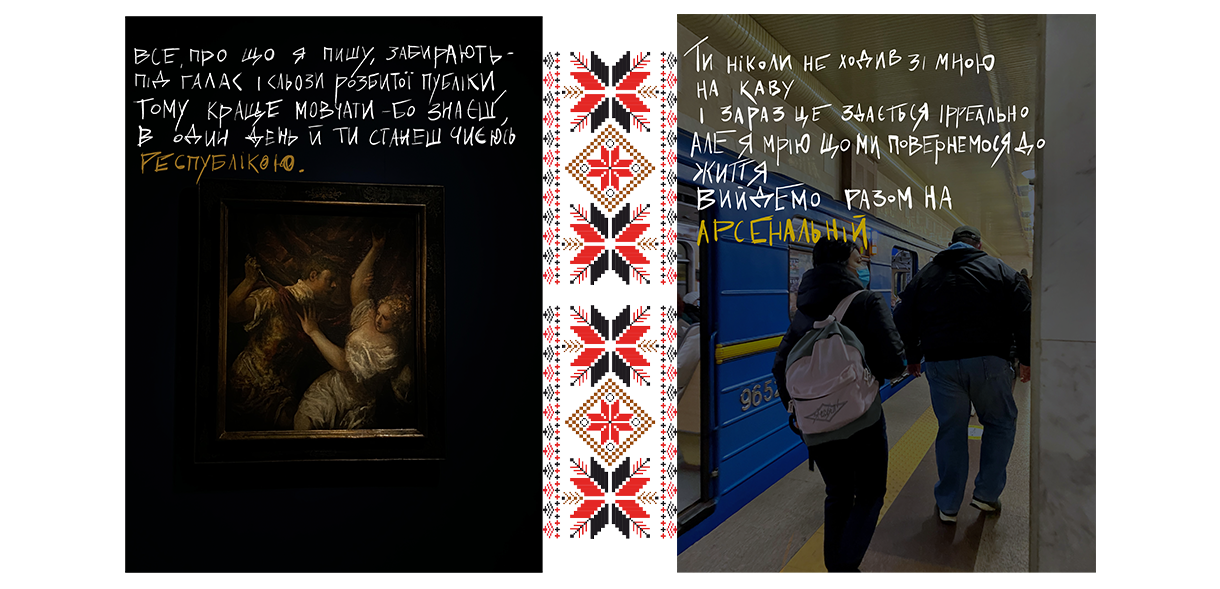 ВСЕ, ПРО ЩО Я ПИШУ, ЗАБИРАЮТЬ -
ПІД ГАЛАС І СЛЬОЗИ РОЗБИТОЇ ПУБЛІКИ
ТОМУ КРАЩЕ МОВЧАТИ - БО ЗНАЄШ,
В ОДИН ДЕНЬ Й ТИ СТАНЕШ ЧИЄЮСЬ
РЕСПУБЛІКОЮ.
ТИ НІКОЛИ НЕ ХОДИВ ЗІ МНОЮ
НА КАВУ
І ЗАРАЗ ЦЕ ЗДАЄТЬСЯ ІРРЕАЛЬНО
АЛЕ Я МРІЮ ЩО МИ ПОВЕРНЕМОСЯ ДО
ЖИТТЯ
ВИЙДЕМО РАЗОМ НА
АРСЕНАЛЬНІЙ
9652